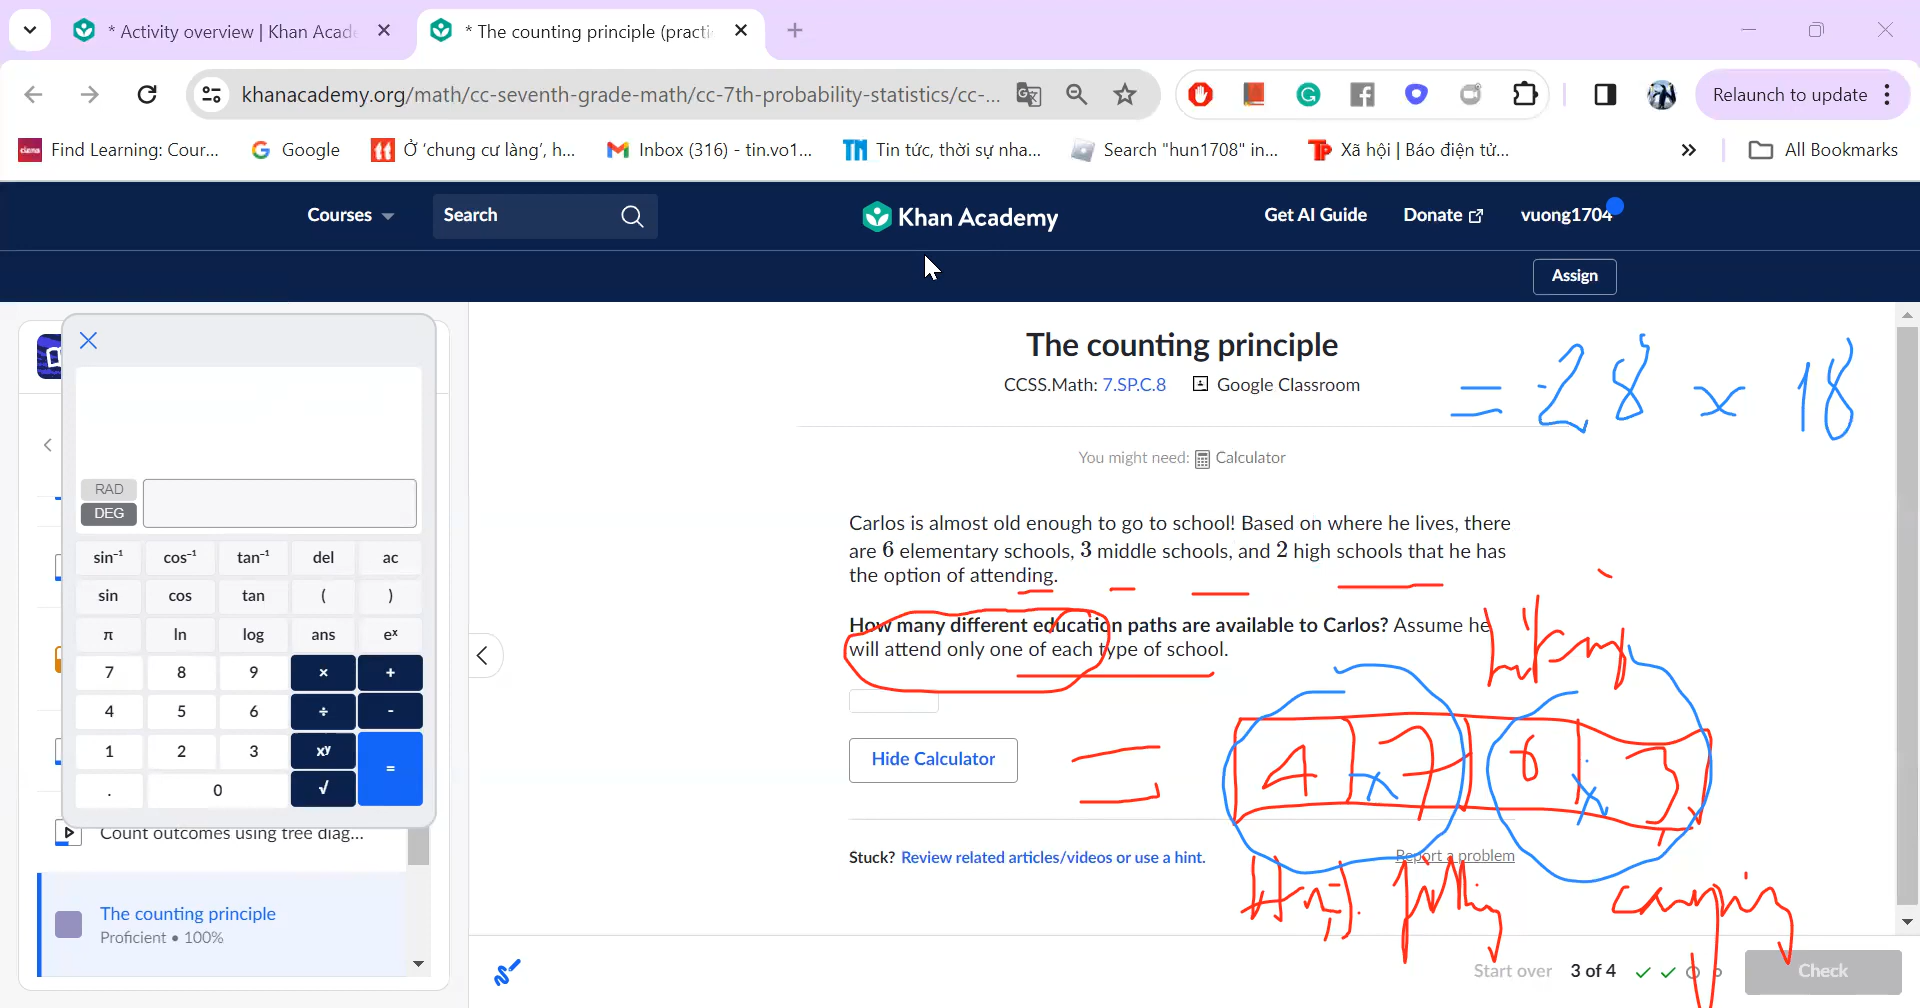 * Activity overview | Khan Acade
* The counting principle (practi
khanacademy.org/math/cc-seventh-grade-math/cc-7th-probability-statistics/cc-...
Relaunch to update
Find Learning: Cour...
Google
Ở 'chung cư làng', h...
Inbox (316) - tin.vo1...
Tin tức, thời sự nha...
Search "hun1708" in...
Xã hội | Báo điện tử...
»
All Bookmarks
Courses
Search
Khan Academy
Get AI Guide
Donate
vuong1704
Assign
The counting principle
CCSS.Math: 7.SP.C.8
Google Classroom
= 28 x 18
You might need:
Calculator
Carlos is almost old enough to go to school! Based on where he lives, there
are 6 elementary schools, 3 middle schools, and 2 high schools that he has
the option of attending.
How many different education paths are available to Carlos? Assume he
will attend only one of each type of school.
Hide Calculator
= 4 x 7 6 x 3
Stuck? Review related articles/videos or use a hint.
Report a problem
Start over
3 of 4
Check
RAD
DEG
sin⁻¹ cos⁻¹ tan⁻¹ del ac
sin cos tan ( )
π ln log ans eˣ
7 8 9 × +
4 5 6 ÷ -
1 2 3 xʸ =
. 0 √
Count outcomes using tree diag...
The counting principle
Proficient • 100%